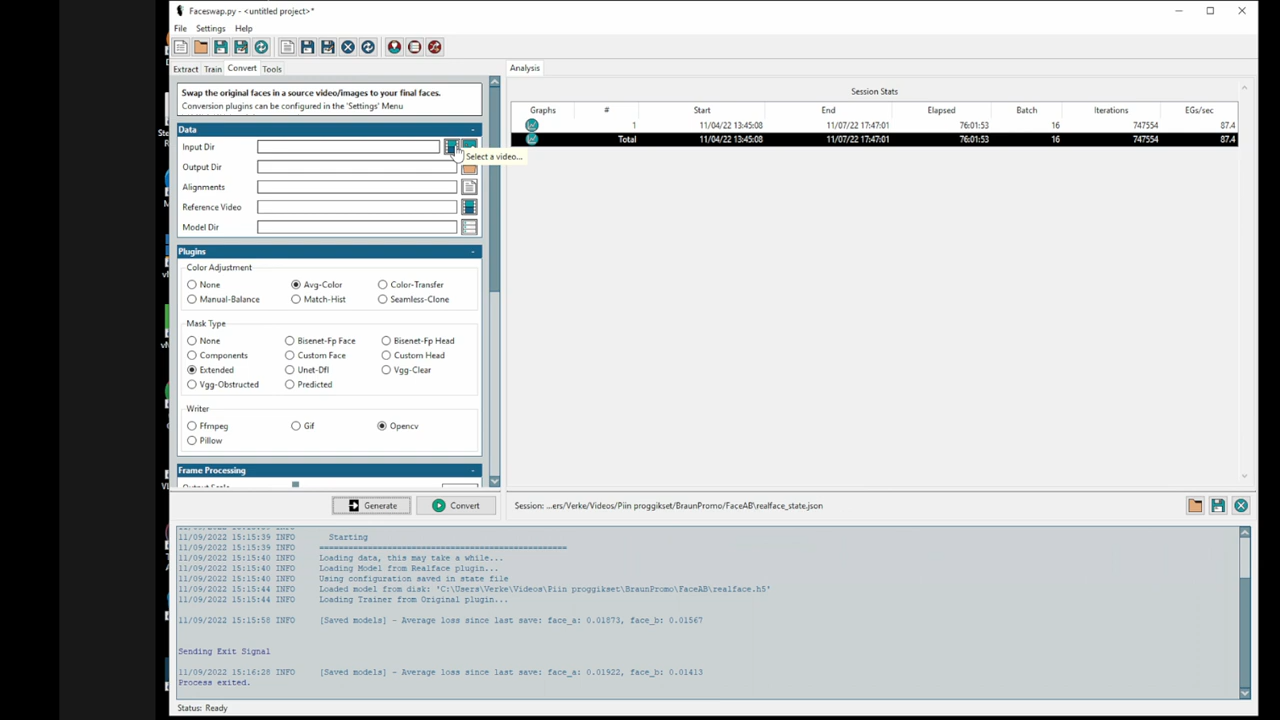 Faceswap.py - <untitled project>*
File Settings Help
Extract Train Convert Tools
Swap the original faces in a source video/images to your final faces.
Conversion plugins can be configured in the 'Settings' Menu
Data -
Input Dir
Select a video...
Output Dir
Alignments
Reference Video
Model Dir
Plugins -
Color Adjustment
None Avg-Color Color-Transfer
Manual-Balance Match-Hist Seamless-Clone
Mask Type
None Bisenet-Fp Face Bisenet-Fp Head
Components Custom Face Custom Head
Extended Unet-Dfl Vgg-Clear
Vgg-Obstructed Predicted
Writer
Ffmpeg Gif Opencv
Pillow
Frame Processing -
Output Scale
Generate Convert
Analysis
Session Stats
Graphs # Start End Elapsed Batch Iterations EGs/sec
1 11/04/22 13:45:08 11/07/22 17:47:01 76:01:53 16 747554 87.4
Total 11/04/22 13:45:08 11/07/22 17:47:01 76:01:53 16 747554 87.4
Session: ...ers/Verke/Videos/Piin proggikset/BraunPromo/FaceAB\realface_state.json
11/09/2022 15:15:39 INFO Starting
11/09/2022 15:15:39 INFO ================================================
11/09/2022 15:15:40 INFO Loading data, this may take a while...
11/09/2022 15:15:40 INFO Loading Model from Realface plugin...
11/09/2022 15:15:40 INFO Using configuration saved in state file
11/09/2022 15:15:44 INFO Loaded model from disk: 'C:\Users\Verke\Videos\Piin proggikset\BraunPromo\FaceAB\realface.h5'
11/09/2022 15:15:44 INFO Loading Trainer from Original plugin...
11/09/2022 15:15:58 INFO [Saved models] - Average loss since last save: face_a: 0.01873, face_b: 0.01567
Sending Exit Signal
11/09/2022 15:16:28 INFO [Saved models] - Average loss since last save: face_a: 0.01922, face_b: 0.01413
Process exited.
Status: Ready